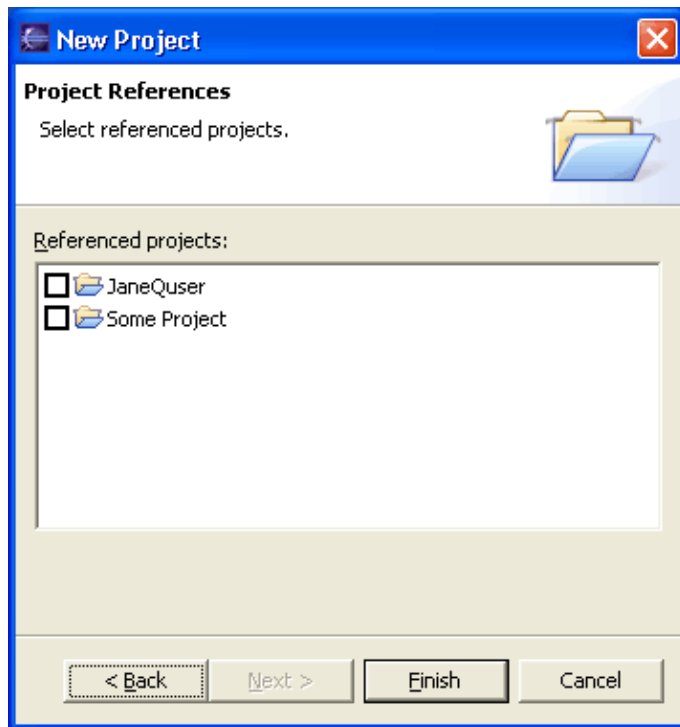 New Project
Project References
Select referenced projects.
Referenced projects:
JaneQuser
Some Project
< Back Next > Finish Cancel